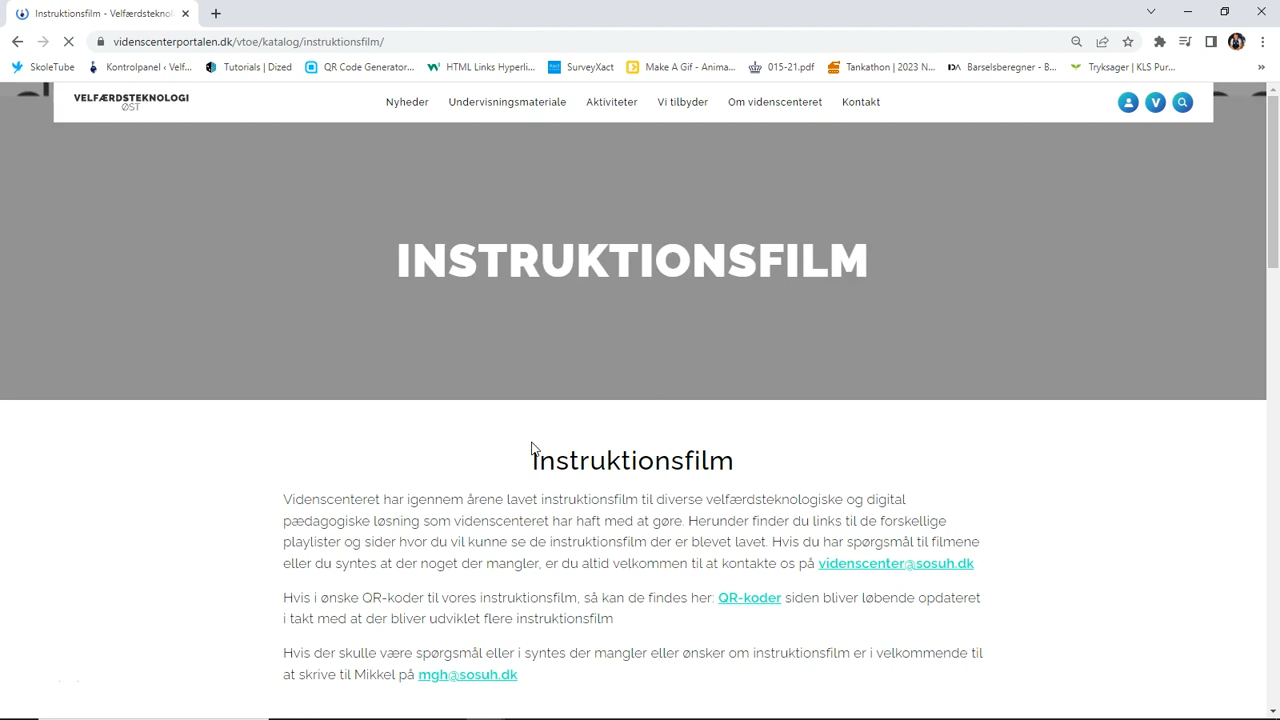 Instruktionsfilm - Velfærdsteknol
videnscenterportalen.dk/vtoe/katalog/instruktionsfilm/
SkoleTube
Kontrolpanel ‹ Velf...
Tutorials | Dized
QR Code Generator...
HTML Links Hyperli...
SurveyXact
Make A Gif - Anima...
015-21.pdf
Tankathon | 2023 N...
Barselsberegner - B...
Tryksager | KLS Pur...
VELFÆRDSTEKNOLOGI
ØST
Nyheder
Undervisningsmateriale
Aktiviteter
Vi tilbyder
Om videnscenteret
Kontakt
INSTRUKTIONSFILM
Instruktionsfilm
Videnscenteret har igennem årene lavet instruktionsfilm til diverse velfærdsteknologiske og digital
pædagogiske løsning som videnscenteret har haft med at gøre. Herunder finder du links til de forskellige
playlister og sider hvor du vil kunne se de instruktionsfilm der er blevet lavet. Hvis du har spørgsmål til filmene
eller du syntes at der noget der mangler, er du altid velkommen til at kontakte os på videnscenter@sosuh.dk
Hvis i ønske QR-koder til vores instruktionsfilm, så kan de findes her: QR-koder siden bliver løbende opdateret
i takt med at der bliver udviklet flere instruktionsfilm
Hvis der skulle være spørgsmål eller i syntes der mangler eller ønsker om instruktionsfilm er i velkommende til
at skrive til Mikkel på mgh@sosuh.dk